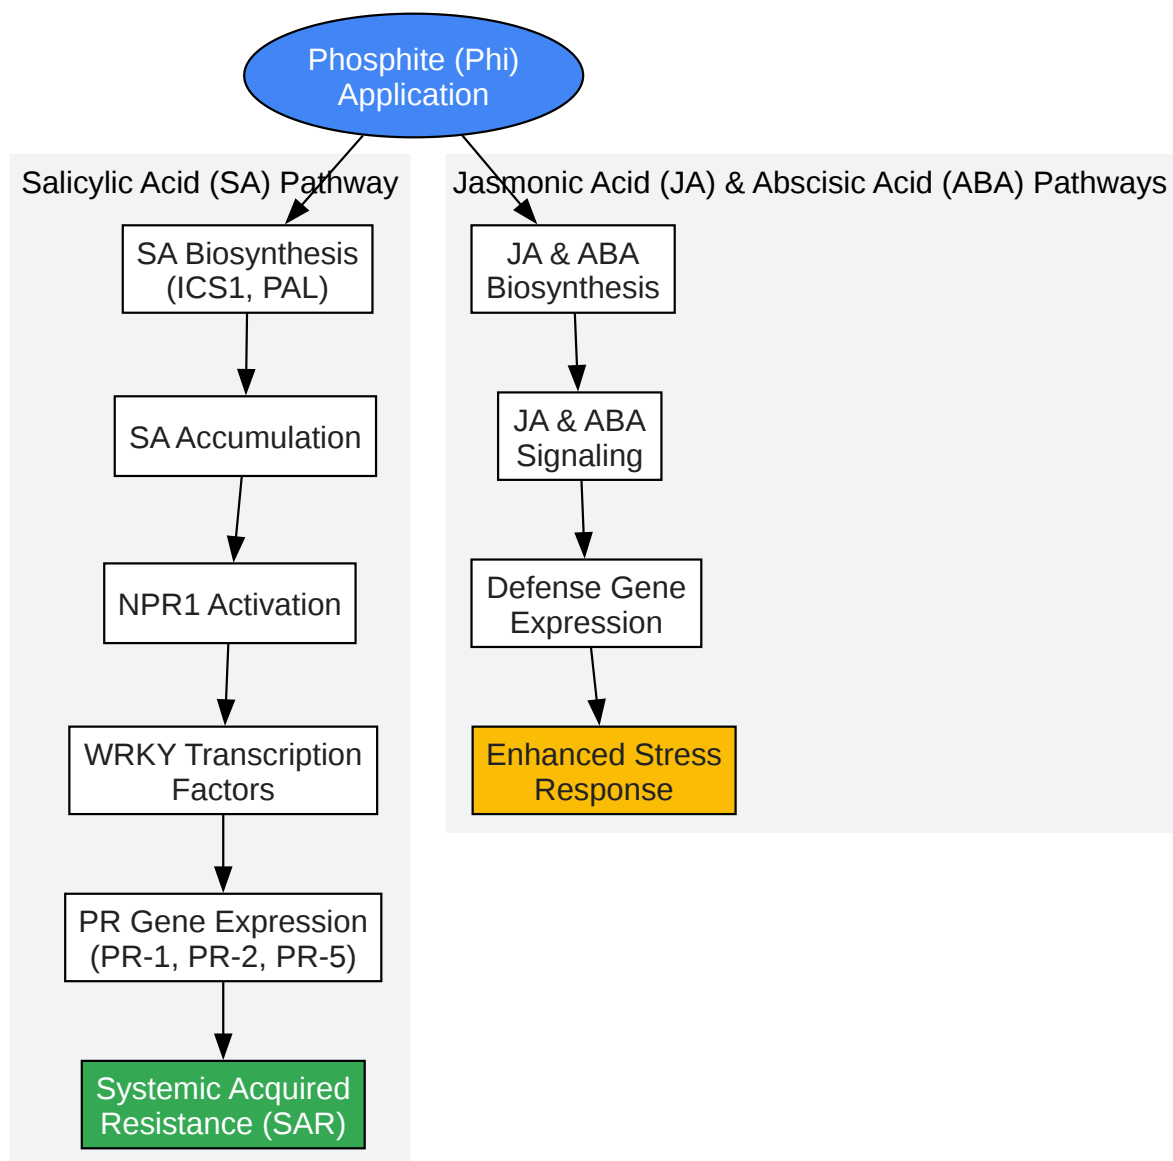 Phosphite (Phi)
Application
Salicylic Acid (SA) Pathway
SA Biosynthesis
(ICS1, PAL)
SA Accumulation
NPR1 Activation
WRKY Transcription
Factors
PR Gene Expression
(PR-1, PR-2, PR-5)
Systemic Acquired
Resistance (SAR)
Jasmonic Acid (JA) & Abscisic Acid (ABA) Pathways
JA & ABA
Biosynthesis
JA & ABA
Signaling
Defense Gene
Expression
Enhanced Stress
Response